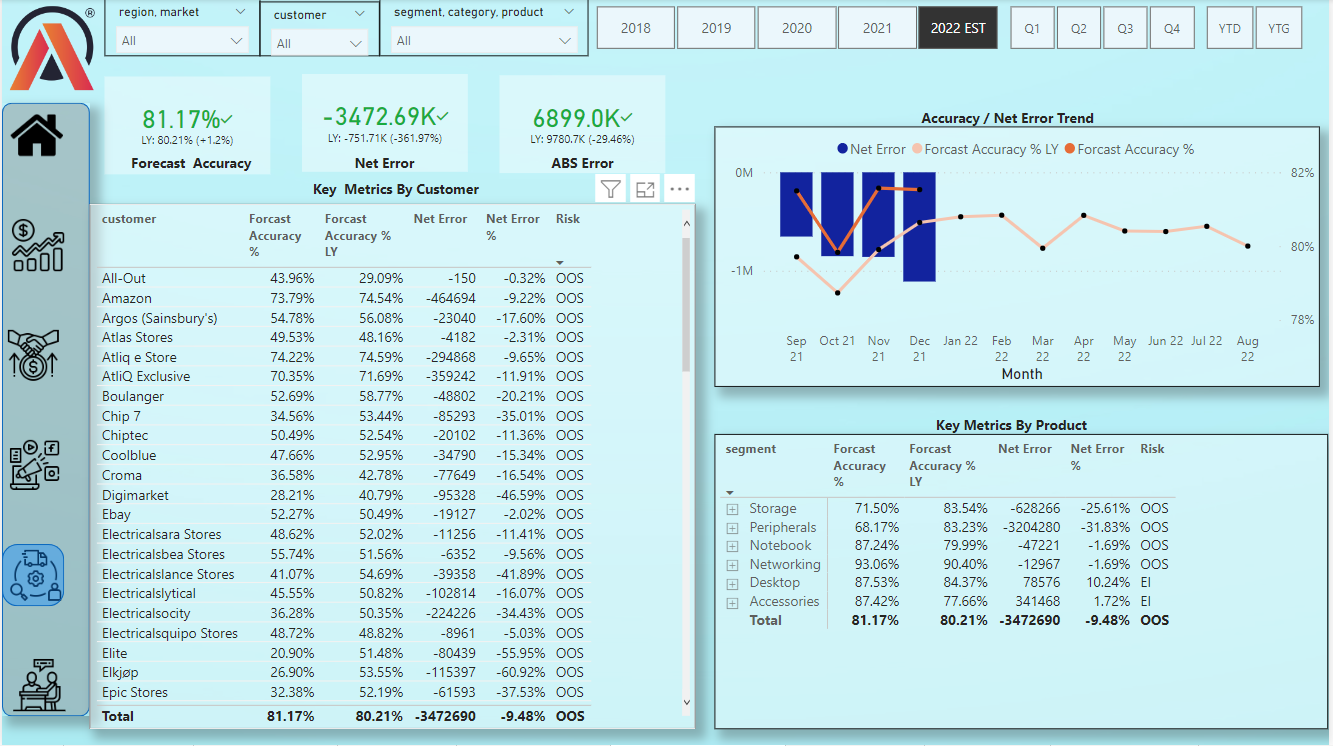 ®
region, market
All
customer
All
segment, category, product
All
2018 2019 2020 2021 2022 EST Q1 Q2 Q3 Q4 YTD YTG
81.17%
LY: 80.21% (+1.2%)
Forecast Accuracy
-3472.69K
LY: -751.71K (-361.97%)
Net Error
6899.0K
LY: 9780.7K (-29.46%)
ABS Error
Key Metrics By Customer
customer Forcast Accuracy % Forcast Accuracy % LY Net Error Net Error % Risk
All-Out 43.96% 29.09% -150 -0.32% OOS
Amazon 73.79% 74.54% -464694 -9.22% OOS
Argos (Sainsbury's) 54.78% 56.08% -23040 -17.60% OOS
Atlas Stores 49.53% 48.16% -4182 -2.31% OOS
Atliq e Store 74.22% 74.59% -294868 -9.65% OOS
AtliQ Exclusive 70.35% 71.69% -359242 -11.91% OOS
Boulanger 52.69% 58.77% -48802 -20.21% OOS
Chip 7 34.56% 53.44% -85293 -35.01% OOS
Chiptec 50.49% 52.54% -20102 -11.36% OOS
Coolblue 47.66% 52.95% -34790 -15.34% OOS
Croma 36.58% 42.78% -77649 -16.54% OOS
Digimarket 28.21% 40.79% -95328 -46.59% OOS
Ebay 52.27% 50.49% -19127 -2.02% OOS
Electricalsara Stores 48.62% 52.02% -11256 -11.41% OOS
Electricalsbea Stores 55.74% 51.56% -6352 -9.56% OOS
Electricalslance Stores 41.07% 54.69% -39358 -41.89% OOS
Electricalslytical 45.55% 50.82% -102814 -16.07% OOS
Electricalsocity 36.28% 50.35% -224226 -34.43% OOS
Electricalsquipo Stores 48.72% 48.82% -8961 -5.03% OOS
Elite 20.90% 51.48% -80439 -55.95% OOS
Elkjøp 26.90% 53.55% -115397 -60.92% OOS
Epic Stores 32.38% 52.19% -61593 -37.53% OOS
Total 81.17% 80.21% -3472690 -9.48% OOS
Accuracy / Net Error Trend
Net Error Forcast Accuracy % LY Forcast Accuracy %
0M 82%
80%
-1M
78%
Sep 21 Oct 21 Nov 21 Dec 21 Jan 22 Feb 22 Mar 22 Apr 22 May 22 Jun 22 Jul 22 Aug 22
Month
Key Metrics By Product
segment Forcast Accuracy % Forcast Accuracy % LY Net Error Net Error % Risk
Storage 71.50% 83.54% -628266 -25.61% OOS
Peripherals 68.17% 83.23% -3204280 -31.83% OOS
Notebook 87.24% 79.99% -47221 -1.69% OOS
Networking 93.06% 90.40% -12967 -1.69% OOS
Desktop 87.53% 84.37% 78576 10.24% EI
Accessories 87.42% 77.66% 341468 1.72% EI
Total 81.17% 80.21% -3472690 -9.48% OOS